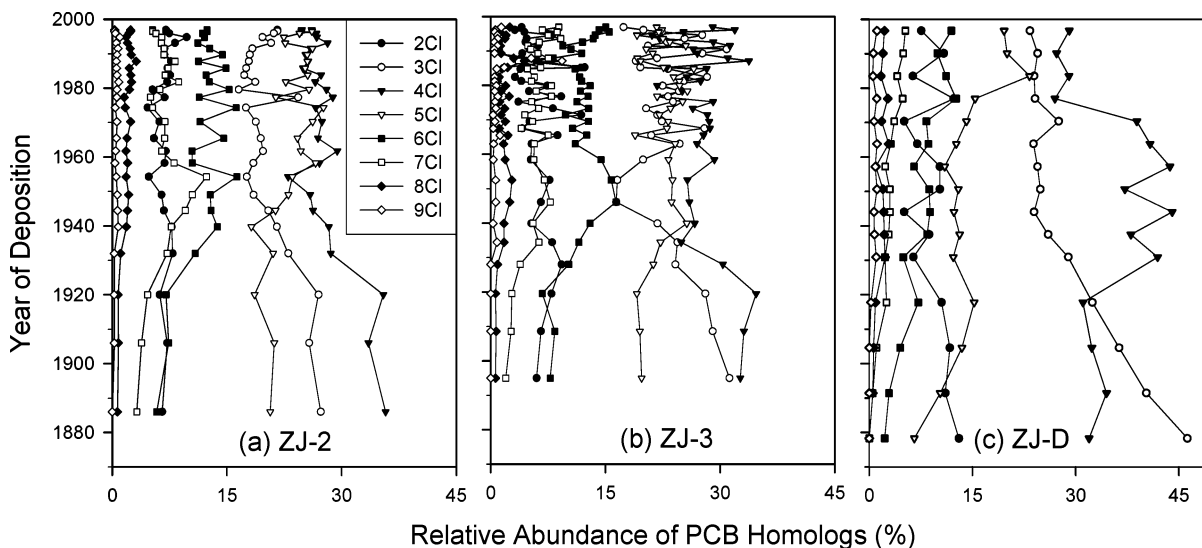 Year of Deposition
2000
1980
1960
1940
1920
1900
1880
2Cl
3Cl
4Cl
5Cl
6Cl
7Cl
8Cl
9Cl
(a) ZJ-2
(b) ZJ-3
(c) ZJ-D
0 15 30 45 0 15 30 45 0 15 30 45
Relative Abundance of PCB Homologs (%)